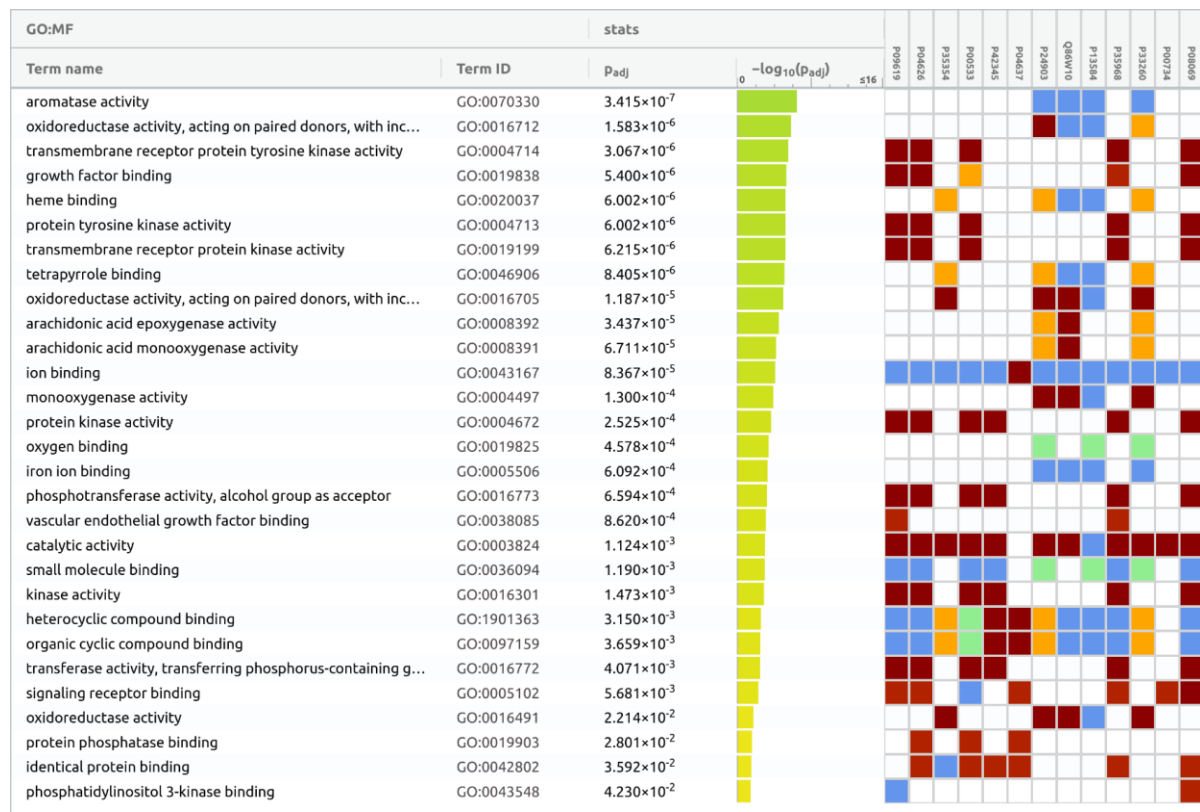 GO:MF stats
Term name Term ID padj −log10(padj)
0 ≤16
P09619 P04626 P35354 P00533 P42345 P04637 P24903 Q86W10 P13584 P35968 P33260 P00734 P08069
aromatase activity GO:0070330 3.415×10⁻⁷
oxidoreductase activity, acting on paired donors, with inc... GO:0016712 1.583×10⁻⁶
transmembrane receptor protein tyrosine kinase activity GO:0004714 3.067×10⁻⁶
growth factor binding GO:0019838 5.400×10⁻⁶
heme binding GO:0020037 6.002×10⁻⁶
protein tyrosine kinase activity GO:0004713 6.002×10⁻⁶
transmembrane receptor protein kinase activity GO:0019199 6.215×10⁻⁶
tetrapyrrole binding GO:0046906 8.405×10⁻⁶
oxidoreductase activity, acting on paired donors, with inc... GO:0016705 1.187×10⁻⁵
arachidonic acid epoxygenase activity GO:0008392 3.437×10⁻⁵
arachidonic acid monooxygenase activity GO:0008391 6.711×10⁻⁵
ion binding GO:0043167 8.367×10⁻⁵
monooxygenase activity GO:0004497 1.300×10⁻⁴
protein kinase activity GO:0004672 2.525×10⁻⁴
oxygen binding GO:0019825 4.578×10⁻⁴
iron ion binding GO:0005506 6.092×10⁻⁴
phosphotransferase activity, alcohol group as acceptor GO:0016773 6.594×10⁻⁴
vascular endothelial growth factor binding GO:0038085 8.620×10⁻⁴
catalytic activity GO:0003824 1.124×10⁻³
small molecule binding GO:0036094 1.190×10⁻³
kinase activity GO:0016301 1.473×10⁻³
heterocyclic compound binding GO:1901363 3.150×10⁻³
organic cyclic compound binding GO:0097159 3.659×10⁻³
transferase activity, transferring phosphorus-containing g... GO:0016772 4.071×10⁻³
signaling receptor binding GO:0005102 5.681×10⁻³
oxidoreductase activity GO:0016491 2.214×10⁻²
protein phosphatase binding GO:0019903 2.801×10⁻²
identical protein binding GO:0042802 3.592×10⁻²
phosphatidylinositol 3-kinase binding GO:0043548 4.230×10⁻²